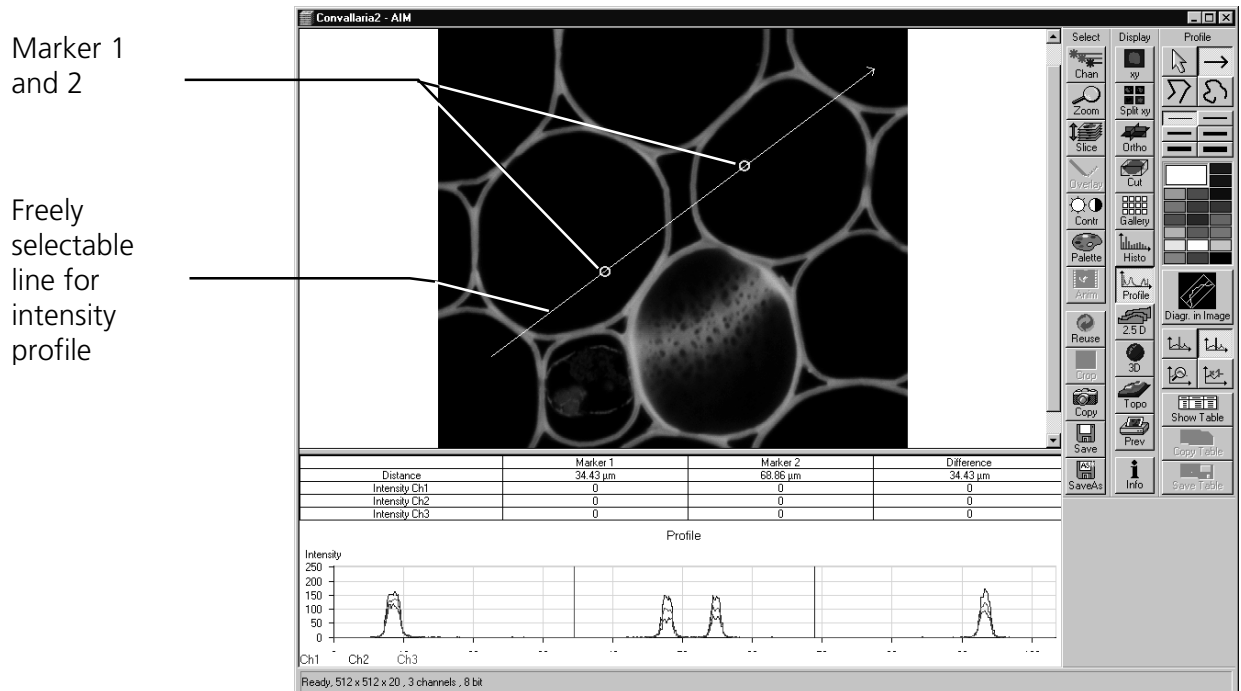 Marker 1
and 2
Freely
selectable
line for
intensity
profile
Convallaria2 - AIM
Select
Chan
Zoom
Slice
Overlay
Contr
Palette
Anim
Reuse
Crop
Copy
Save
SaveAs
Display
xy
Split xy
Ortho
Cut
Gallery
Histo
Profile
2.5 D
3D
Topo
Prev
Info
Profile
Diagr. in Image
Show Table
Copy Table
Save Table
Marker 1 Marker 2 Difference
Distance 34.43 µm 68.86 µm 34.43 µm
Intensity Ch1 0 0 0
Intensity Ch2 0 0 0
Intensity Ch3 0 0 0
Profile
Intensity
250
200
150
100
50
0
Ch1 Ch2 Ch3
Ready, 512 x 512 x 20 , 3 channels , 8 bit